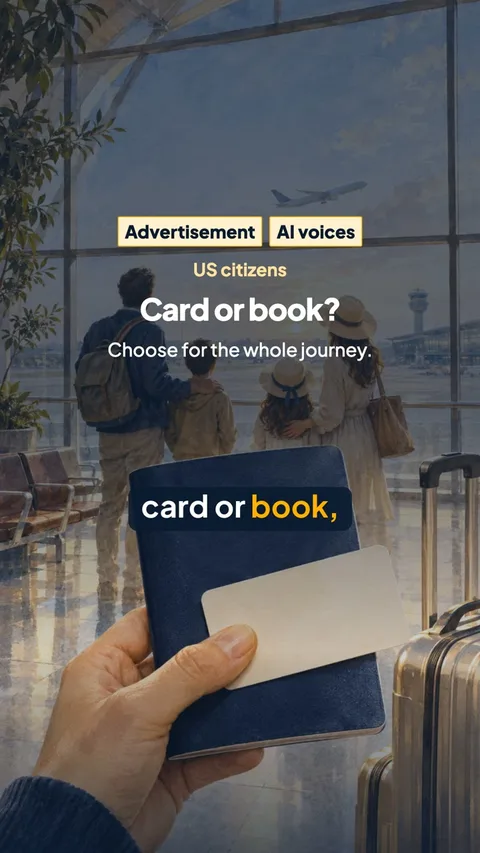 Advertisement AI voices
US citizens
Card or book?
Choose for the whole journey.
card or book,